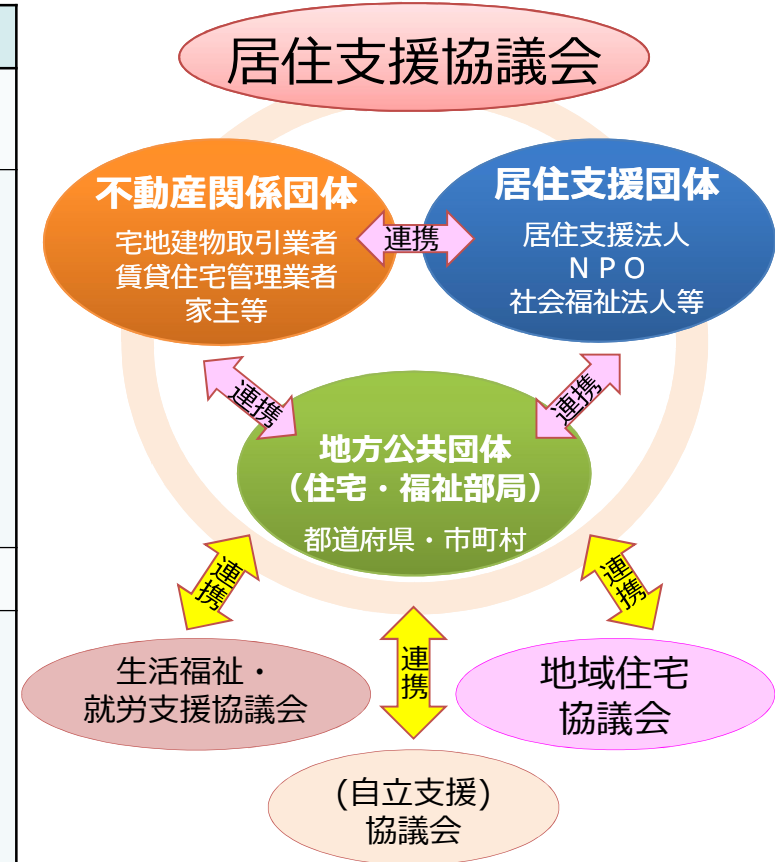 居住支援協議会
不動産関係団体
宅地建物取引業者
賃貸住宅管理業者
家主等
連携
居住支援団体
居住支援法人
ＮＰＯ
社会福祉法人等
連携
連携
地方公共団体
（住宅・福祉部局）
都道府県・市町村
連携
連携
連携
生活福祉・
就労支援協議会
地域住宅
協議会
(自立支援)
協議会